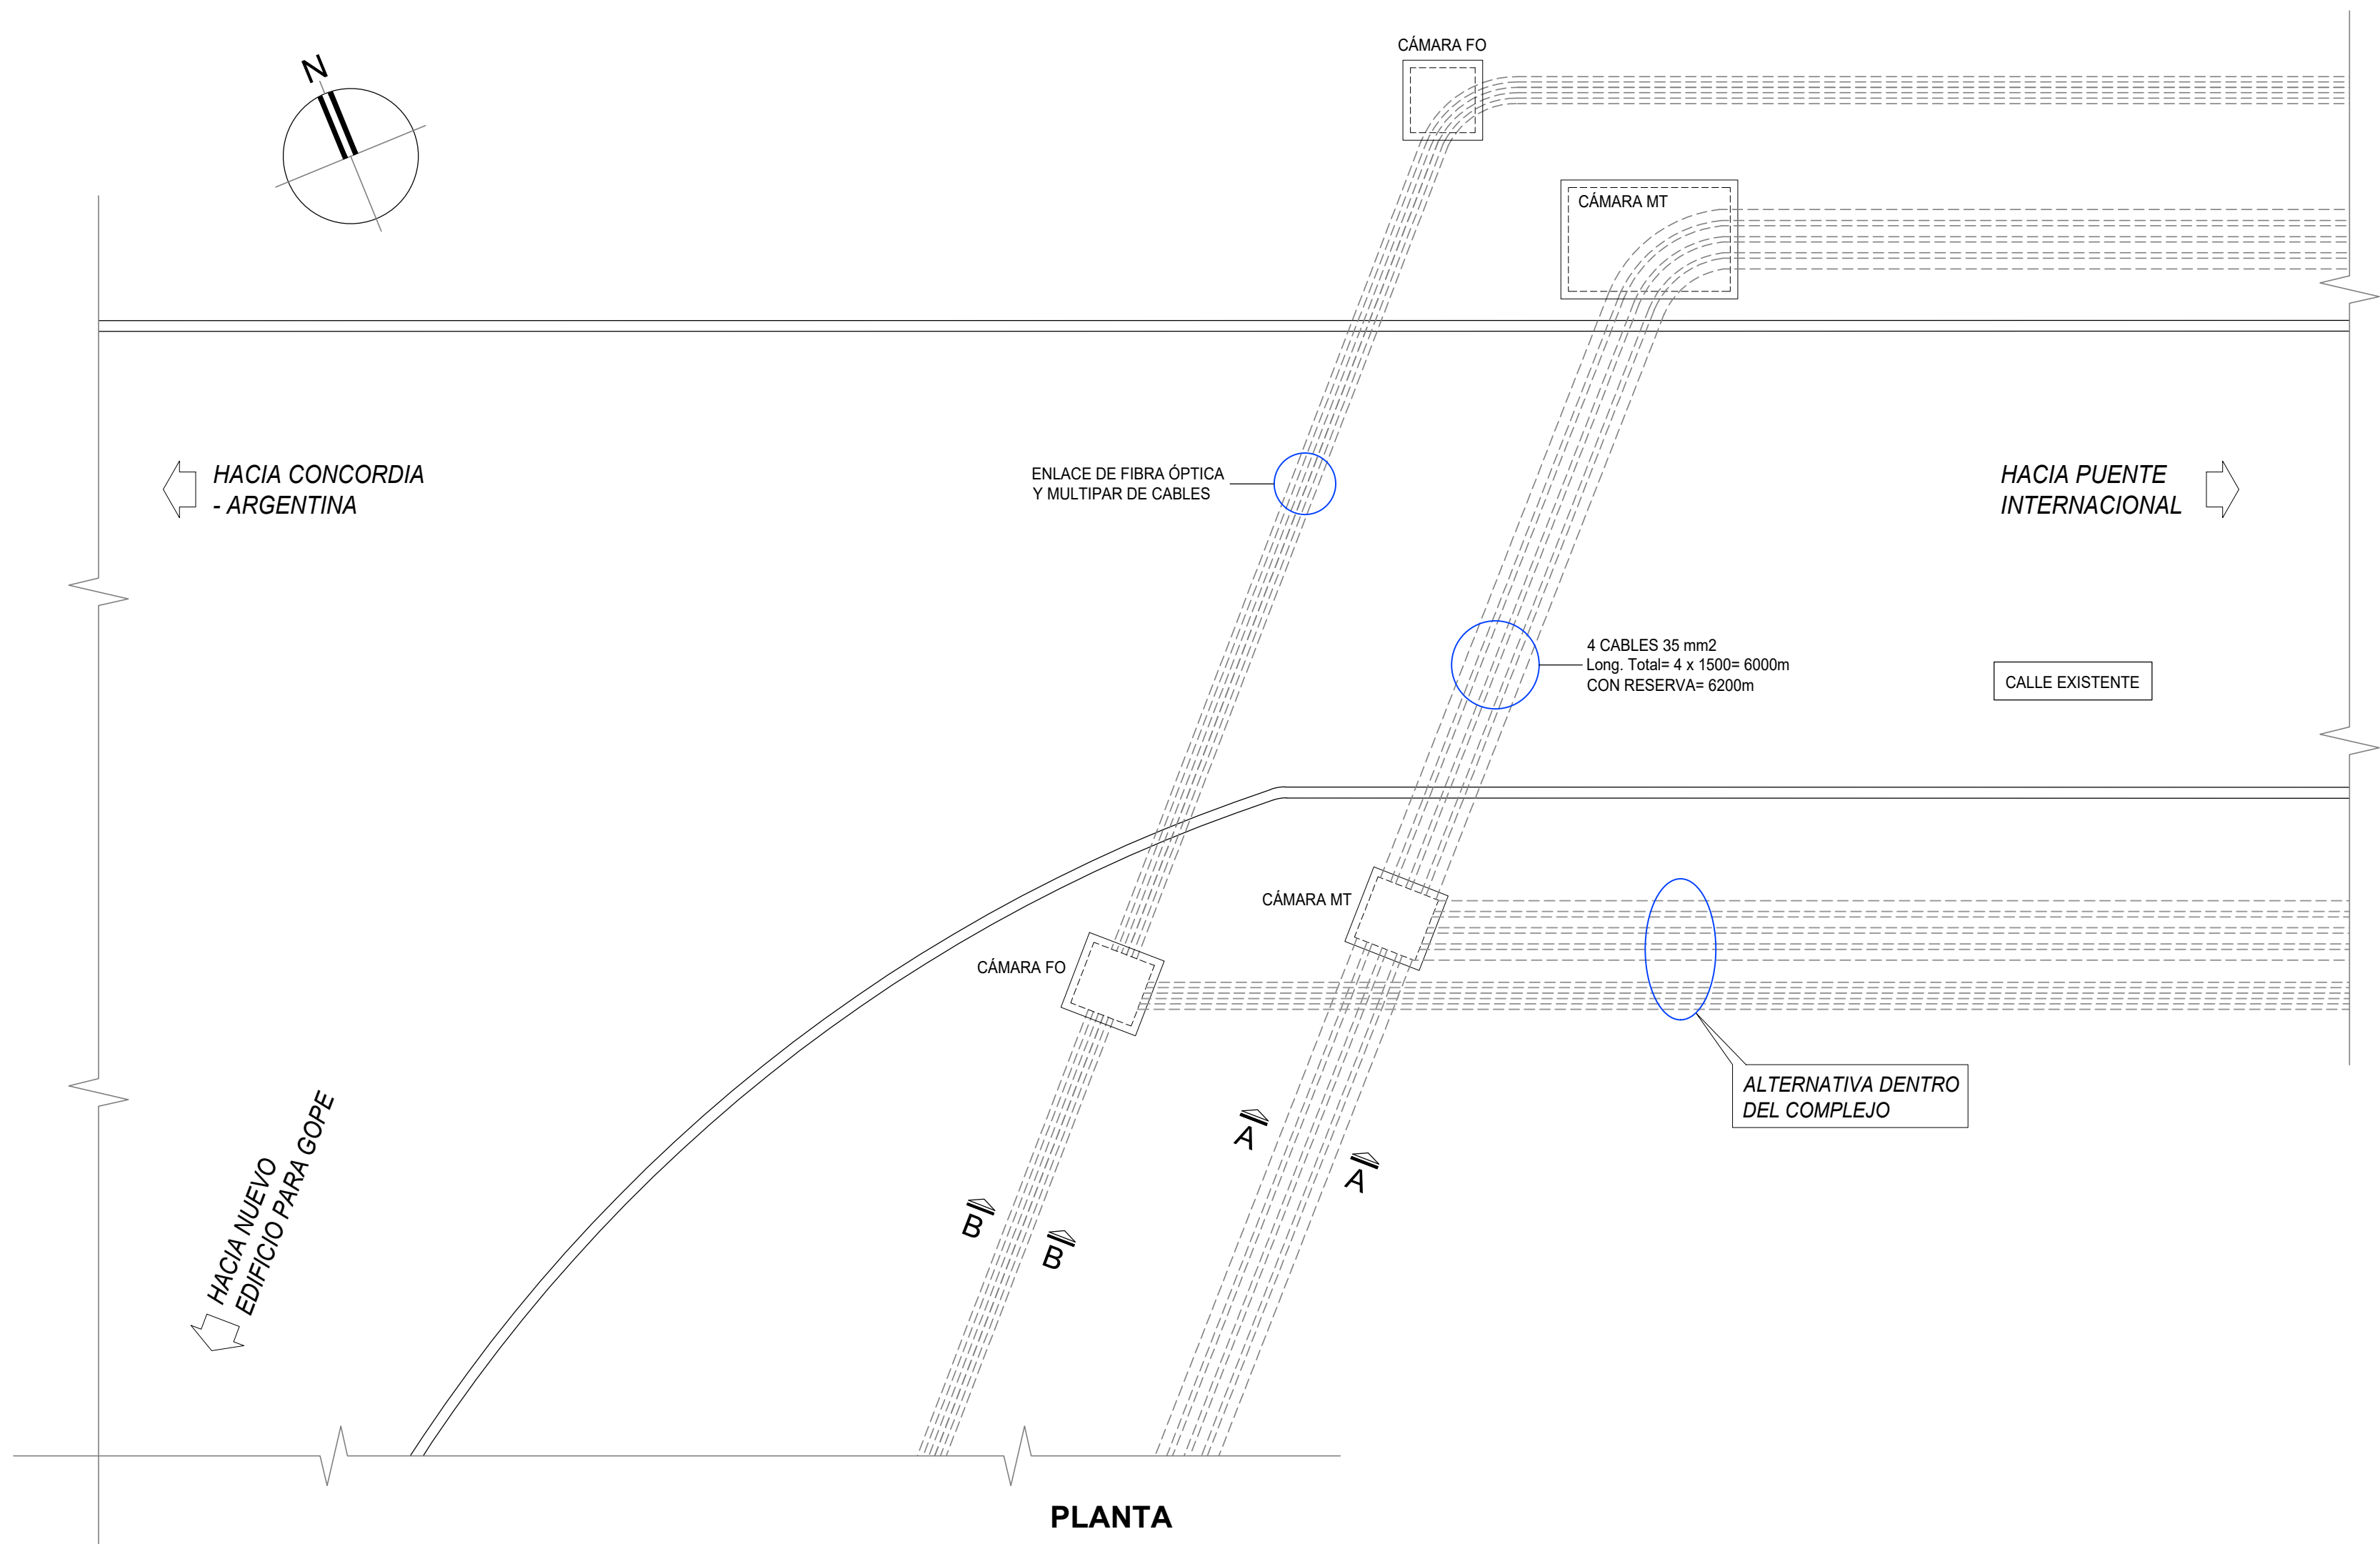 CÁMARA FO
N
CÁMARA MT
HACIA CONCORDIA
- ARGENTINA
ENLACE DE FIBRA ÓPTICA
Y MULTIPAR DE CABLES
HACIA PUENTE
INTERNACIONAL
4 CABLES 35 mm2
Long. Total= 4 x 1500= 6000m
CON RESERVA= 6200m
CALLE EXISTENTE
CÁMARA MT
CÁMARA FO
ALTERNATIVA DENTRO
DEL COMPLEJO
A
A
B
B
HACIA NUEVO
EDIFICIO PARA GOPE
PLANTA